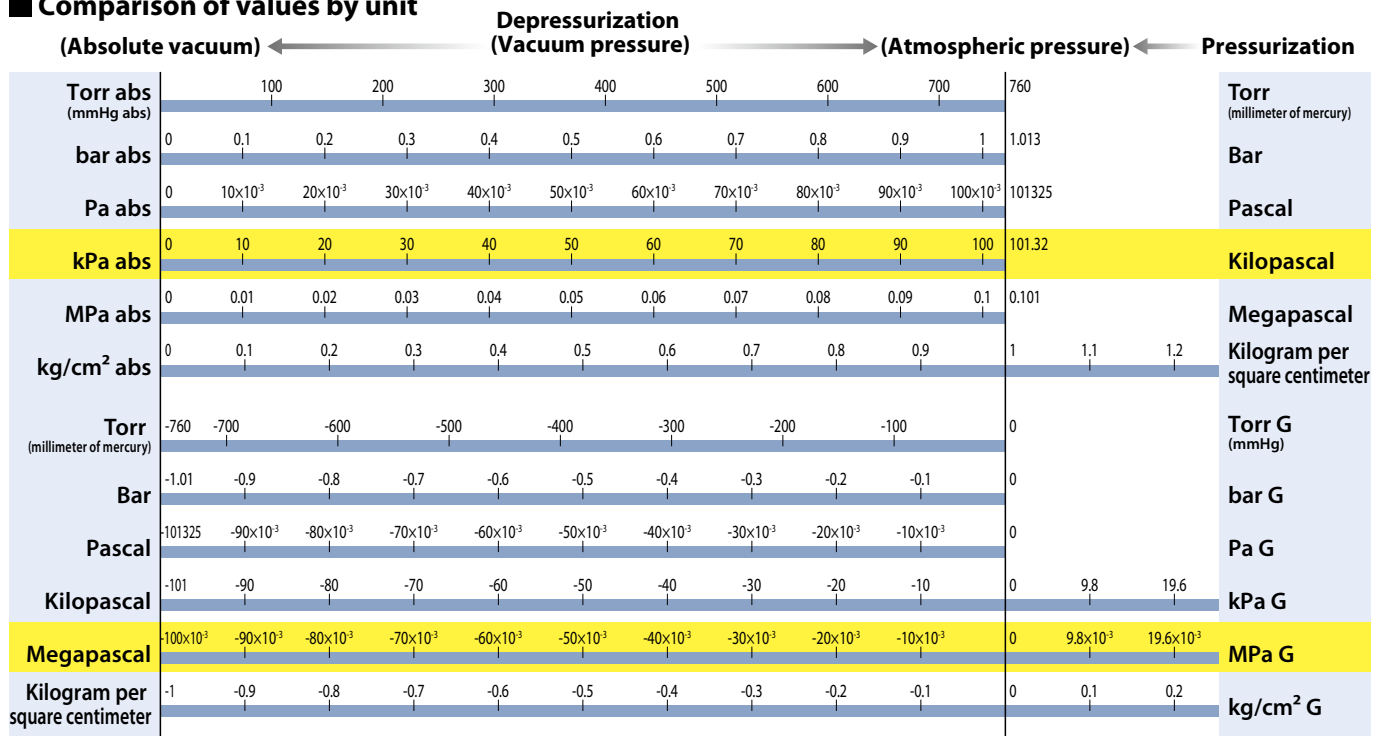 ■ Comparison of values by unit
Depressurization
(Absolute vacuum) (Vacuum pressure) (Atmospheric pressure) Pressurization
Torr abs 100 200 300 400 500 600 700 760 Torr
(mmHg abs) (millimeter of mercury)
0 0.1 0.2 0.3 0.4 0.5 0.6 0.7 0.8 0.9 1 1.013
bar abs Bar
0 10×10⁻³ 20×10⁻³ 30×10⁻³ 40×10⁻³ 50×10⁻³ 60×10⁻³ 70×10⁻³ 80×10⁻³ 90×10⁻³ 100×10⁻³ 101325
Pa abs Pascal
0 10 20 30 40 50 60 70 80 90 100 101.32
kPa abs Kilopascal
0 0.01 0.02 0.03 0.04 0.05 0.06 0.07 0.08 0.09 0.1 0.101
MPa abs Megapascal
0 0.1 0.2 0.3 0.4 0.5 0.6 0.7 0.8 0.9 1 1.1 1.2 Kilogram per
kg/cm² abs square centimeter
Torr -760 -700 -600 -500 -400 -300 -200 -100 0 Torr G
(millimeter of mercury) (mmHg)
-1.01 -0.9 -0.8 -0.7 -0.6 -0.5 -0.4 -0.3 -0.2 -0.1 0
Bar bar G
-101325 -90×10⁻³ -80×10⁻³ -70×10⁻³ -60×10⁻³ -50×10⁻³ -40×10⁻³ -30×10⁻³ -20×10⁻³ -10×10⁻³ 0
Pascal Pa G
-101 -90 -80 -70 -60 -50 -40 -30 -20 -10 0 9.8 19.6
Kilopascal kPa G
-100×10⁻³ -90×10⁻³ -80×10⁻³ -70×10⁻³ -60×10⁻³ -50×10⁻³ -40×10⁻³ -30×10⁻³ -20×10⁻³ -10×10⁻³ 0 9.8×10⁻³ 19.6×10⁻³
Megapascal MPa G
Kilogram per -1 -0.9 -0.8 -0.7 -0.6 -0.5 -0.4 -0.3 -0.2 -0.1 0 0.1 0.2
square centimeter kg/cm² G